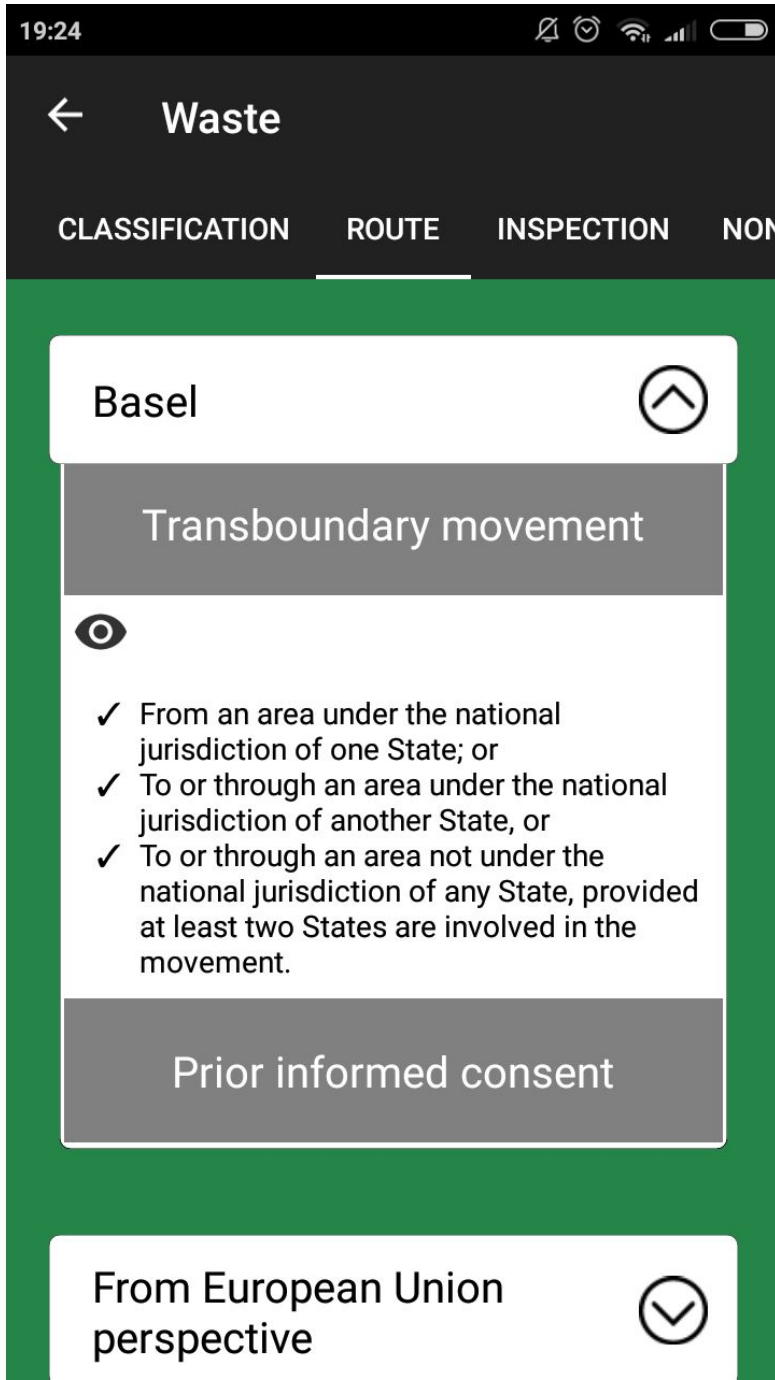 19:24
Waste
CLASSIFICATION ROUTE INSPECTION NON
Basel
Transboundary movement
✓ From an area under the national
jurisdiction of one State; or
✓ To or through an area under the national
jurisdiction of another State, or
✓ To or through an area not under the
national jurisdiction of any State, provided
at least two States are involved in the
movement.
Prior informed consent
From European Union
perspective